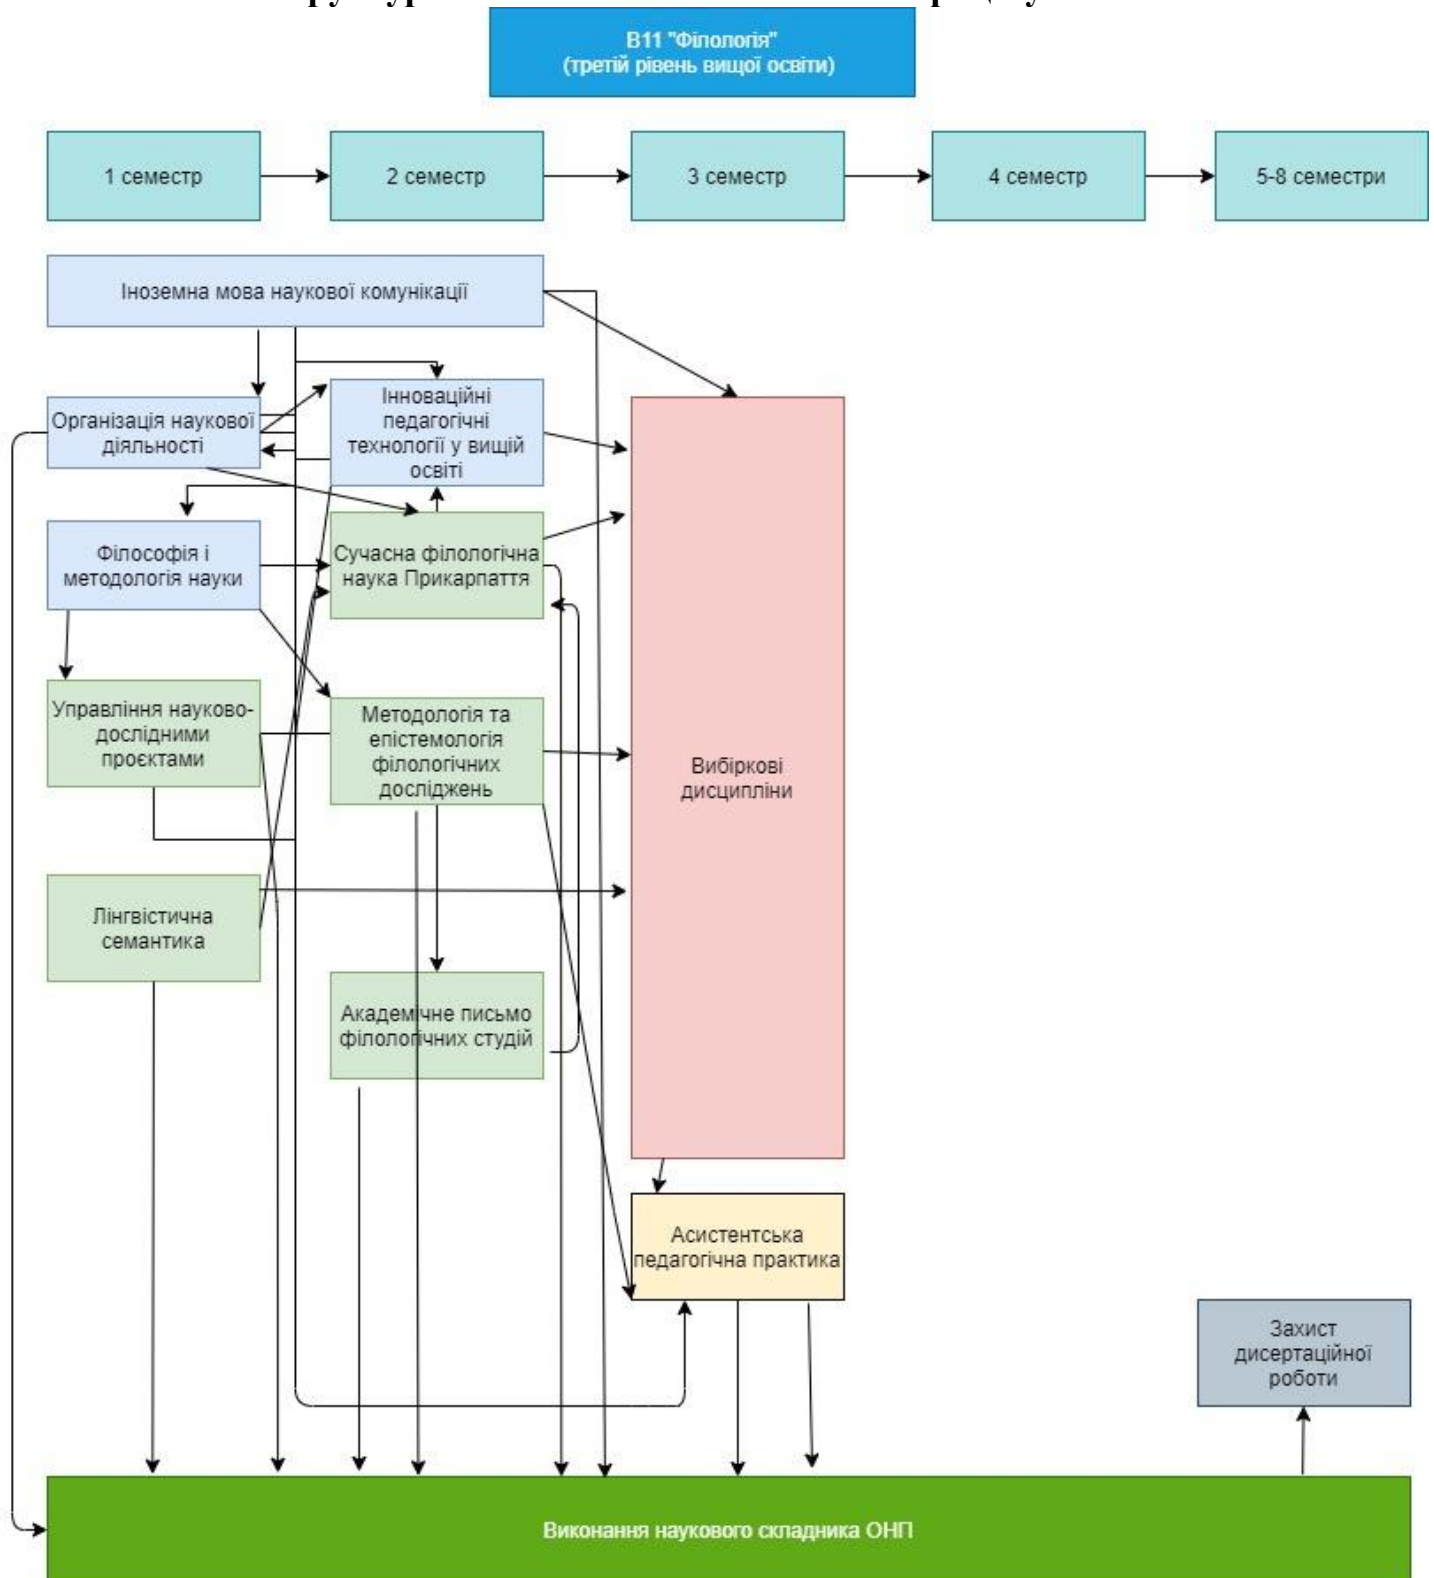 В11 "Філологія"
(третій рівень вищої освіти)
1 семестр
2 семестр
3 семестр
4 семестр
5-8 семестри
Іноземна мова наукової комунікації
Організація наукової
діяльності
Інноваційні
педагогічні
технології у вищій
освіті
Філософія і
методологія науки
Сучасна філологічна
наука Прикарпаття
Управління науково-
дослідними
проєктами
Методологія та
епістемологія
філологічних
досліджень
Вибіркові
дисципліни
Лінгвістична
семантика
Академічне письмо
філологічних студій
Асистентська
педагогічна практика
Захист
дисертаційної
роботи
Виконання наукового складника ОНП